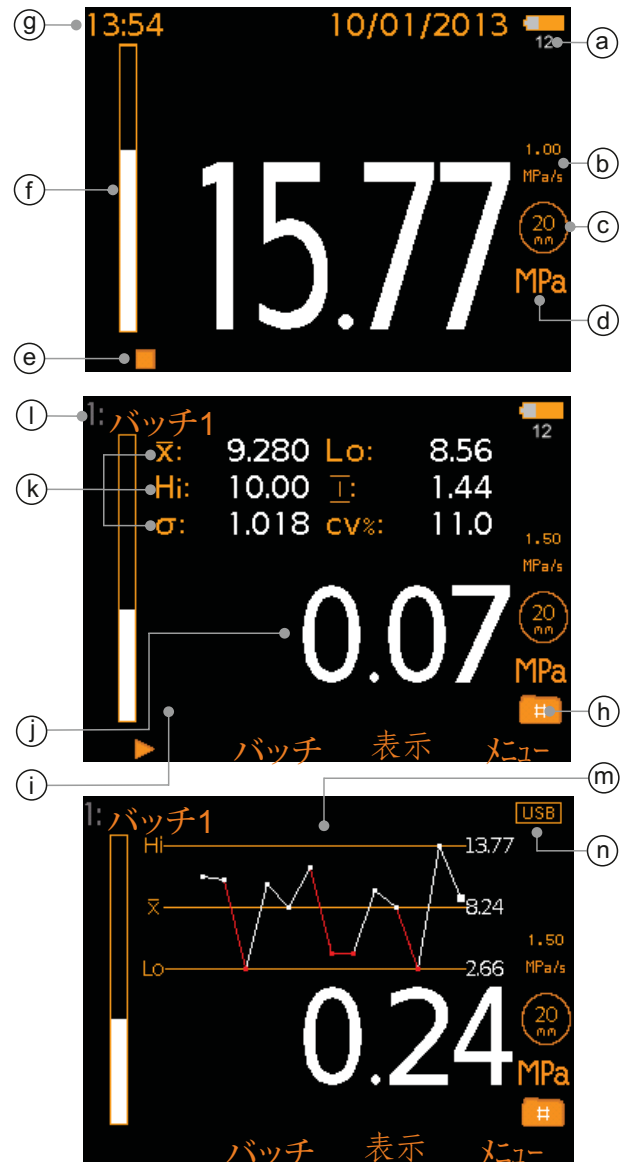 g 13:54 10/01/2013
12 a
1.00 b
MPa/s
f 15.77 20 mm c
MPa
d
e
l 1: バッチ1 12
x̅: 9.280 Lo: 8.56
k Hi: 10.00 ꟾ: 1.44
σ: 1.018 cv%: 11.0
1.50
MPa/s
0.07 20 mm
MPa
j # h
バッチ 表示 メニュー
i
m
1: バッチ1 USB n
Hi 13.77
x̅ 8.24
1.50
Lo 2.66 MPa/s
0.24 20 mm
MPa
#
バッチ 表示 メニュー